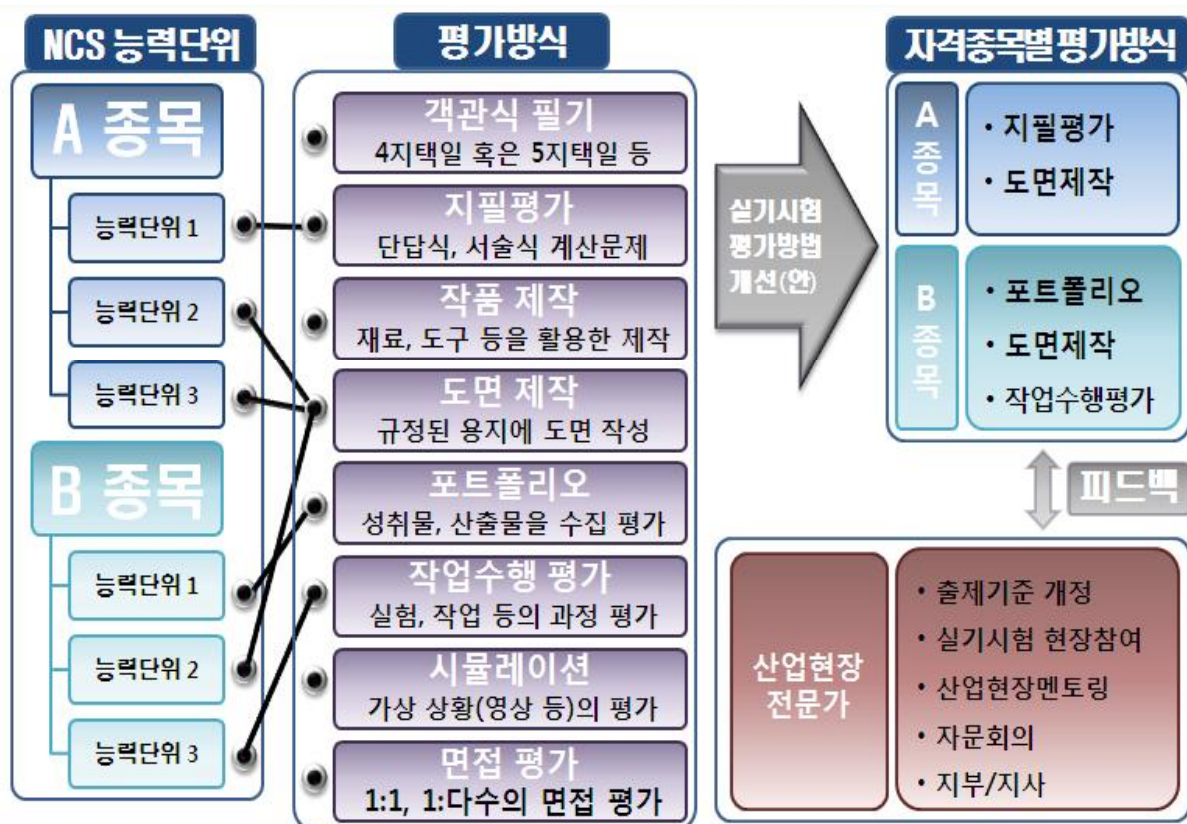 NCS 능력단위
A 종목
능력단위 1
능력단위 2
능력단위 3
B 종목
능력단위 1
능력단위 2
능력단위 3
평가방식
객관식 필기
4지택일 혹은 5지택일 등
지필평가
단답식, 서술식 계산문제
작품 제작
재료, 도구 등을 활용한 제작
도면 제작
규정된 용지에 도면 작성
포트폴리오
성취물, 산출물을 수집 평가
작업수행 평가
실험, 작업 등의 과정 평가
시뮬레이션
가상 상황(영상 등)의 평가
면접 평가
1:1, 1:다수의 면접 평가
실기시험
평가방법
개선(안)
자격종목별 평가방식
A
종
목
• 지필평가
• 도면제작
B
종
목
• 포트폴리오
• 도면제작
• 작업수행평가
피드백
산업현장
전문가
• 출제기준 개정
• 실기시험 현장참여
• 산업현장멘토링
• 자문회의
• 지부/지사